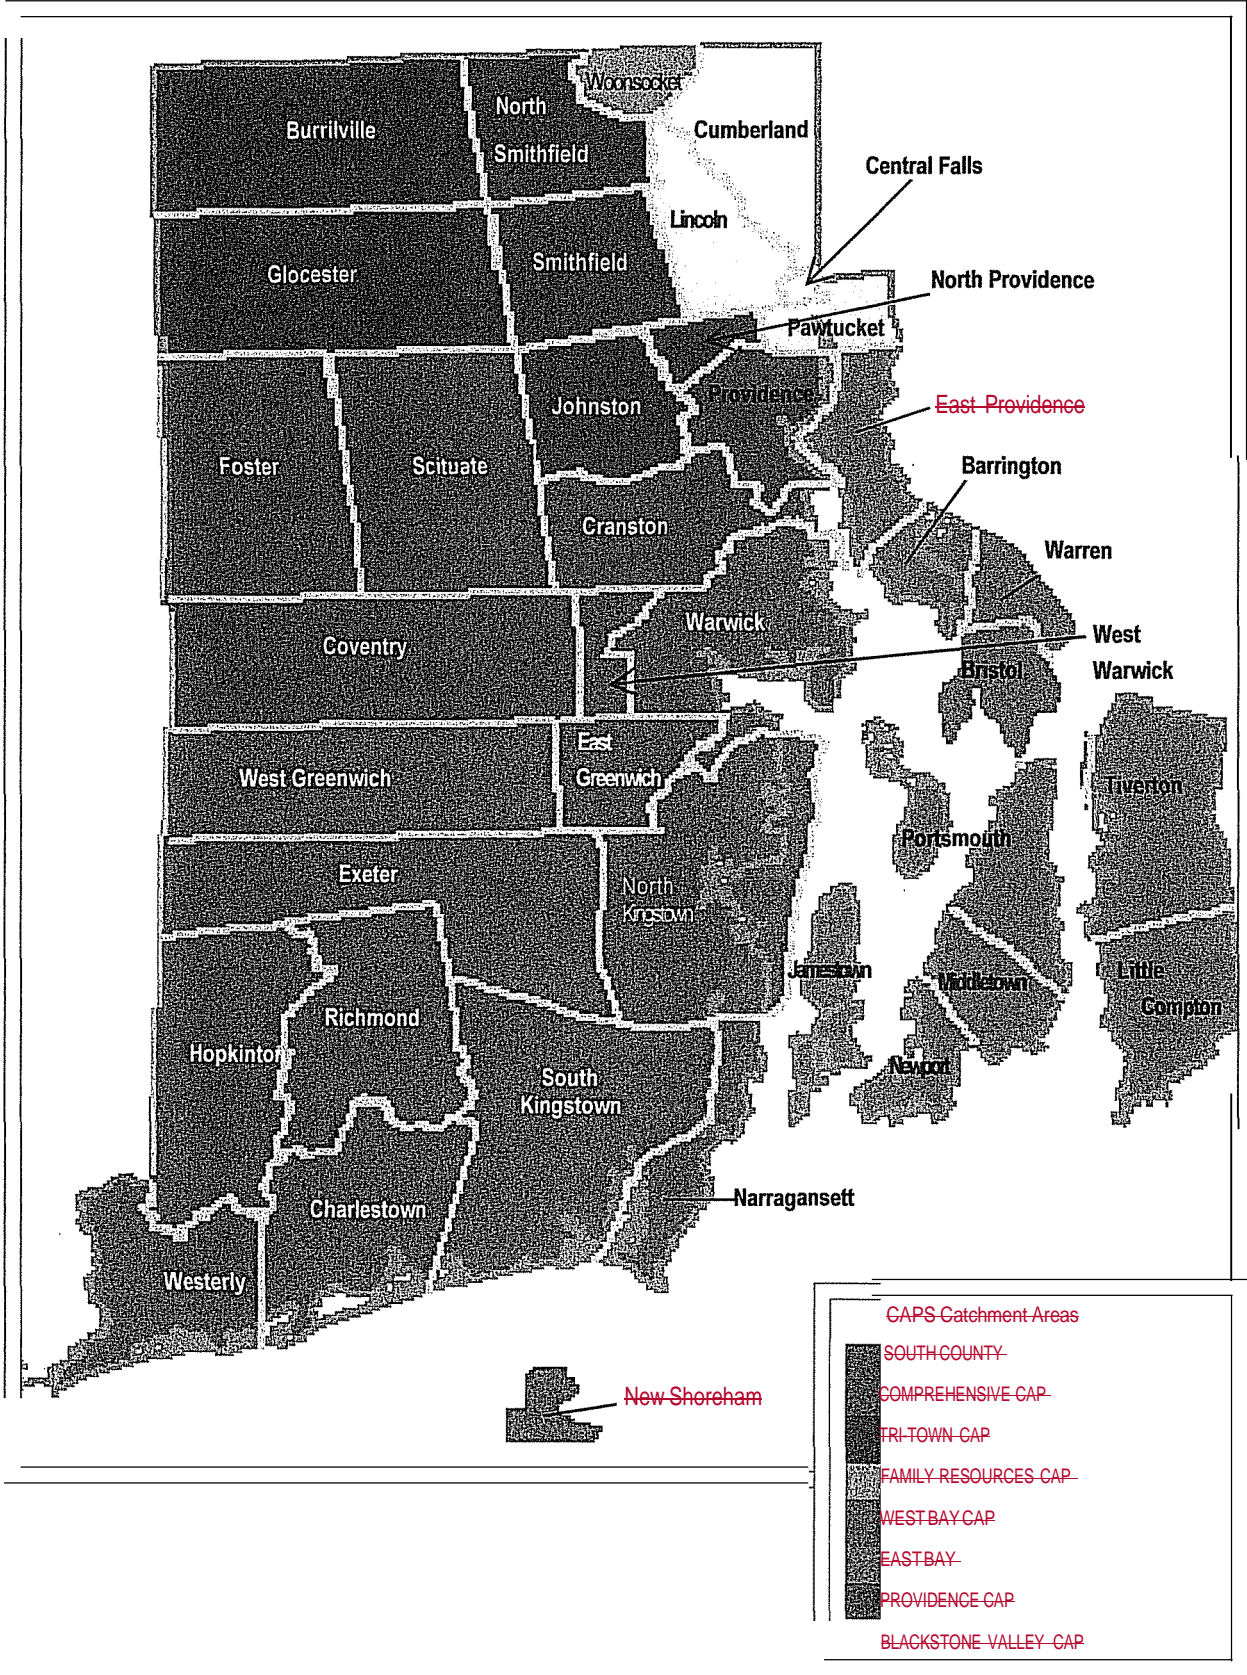 Woonsocket
North
Smithfield
Burrilville
Cumberland
Central Falls
Lincoln
Smithfield
Glocester
North Providence
Pawtucket
Providence
East Providence
Johnston
Foster
Scituate
Barrington
Cranston
Warren
Warwick
West
Warwick
Coventry
Bristol
East
Greenwich
West Greenwich
Tiverton
Portsmouth
Exeter
North
Kingstown
Jamestown
Middletown
Little
Compton
Richmond
Hopkinton
Newport
South
Kingstown
Narragansett
Charlestown
Westerly
New Shoreham
CAPS Catchment Areas
SOUTH COUNTY
COMPREHENSIVE CAP
TRI-TOWN CAP
FAMILY RESOURCES CAP
WEST BAY CAP
EAST BAY
PROVIDENCE CAP
BLACKSTONE VALLEY CAP